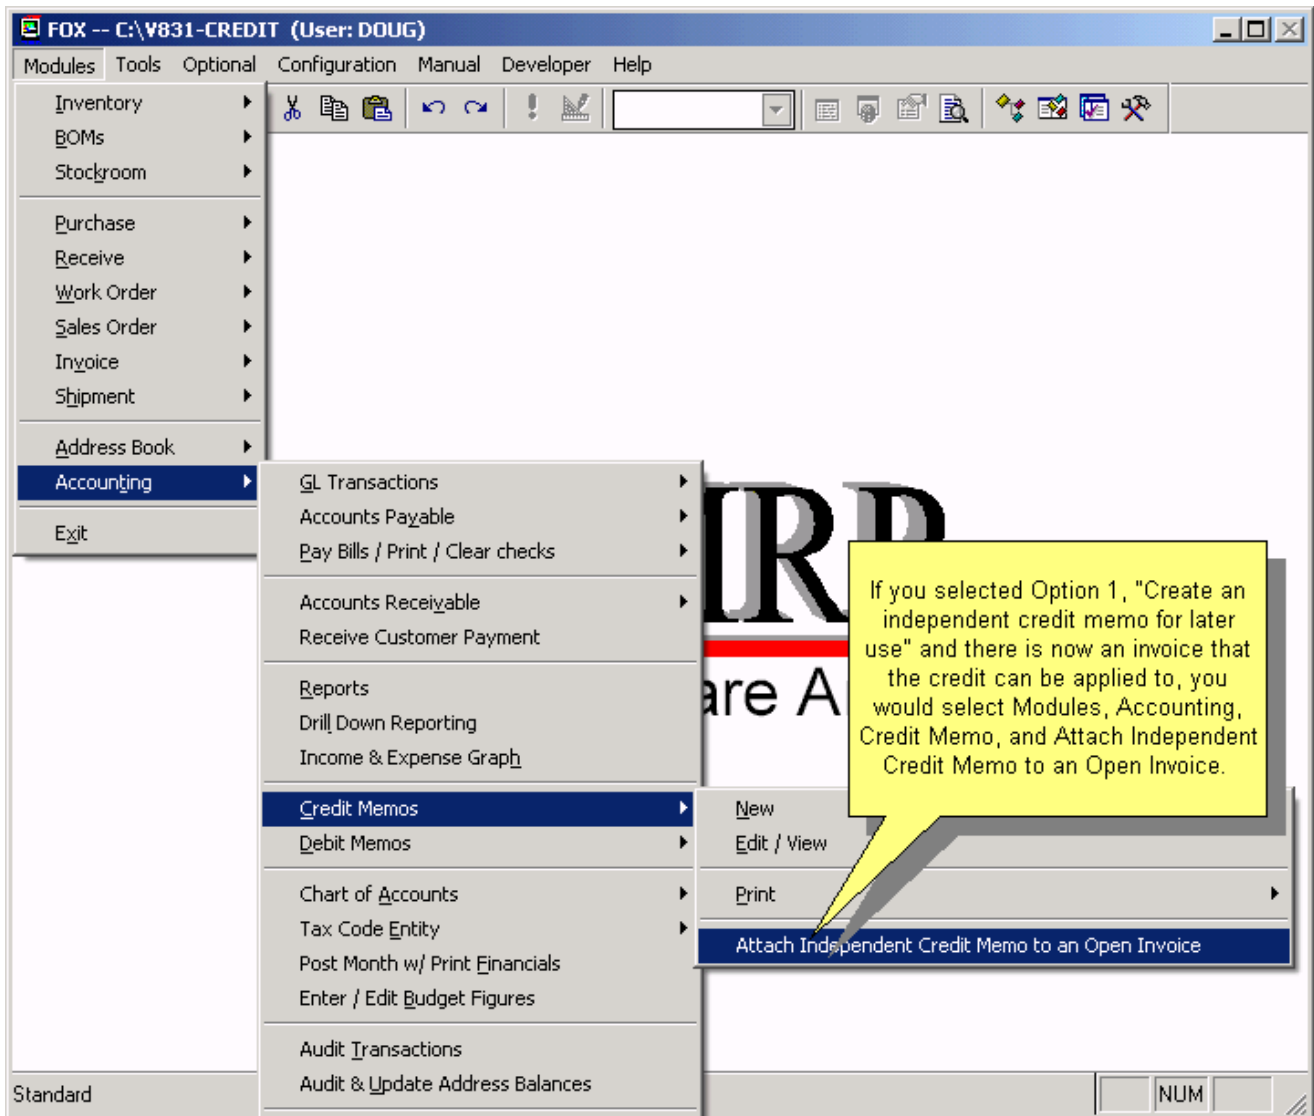 FOX -- C:\V831-CREDIT (User: DOUG)
Modules Tools Optional Configuration Manual Developer Help
Inventory
BOMs
Stockroom
Purchase
Receive
Work Order
Sales Order
Invoice
Shipment
Address Book
Accounting
Exit
GL Transactions
Accounts Payable
Pay Bills / Print / Clear checks
Accounts Receivable
Receive Customer Payment
Reports
Drill Down Reporting
Income & Expense Graph
Credit Memos
Debit Memos
Chart of Accounts
Tax Code Entity
Post Month w/ Print Financials
Enter / Edit Budget Figures
Audit Transactions
Audit & Update Address Balances
New
Edit / View
Print
Attach Independent Credit Memo to an Open Invoice
If you selected Option 1, "Create an
independent credit memo for later
use" and there is now an invoice that
the credit can be applied to, you
would select Modules, Accounting,
Credit Memo, and Attach Independent
Credit Memo to an Open Invoice.
Standard
NUM